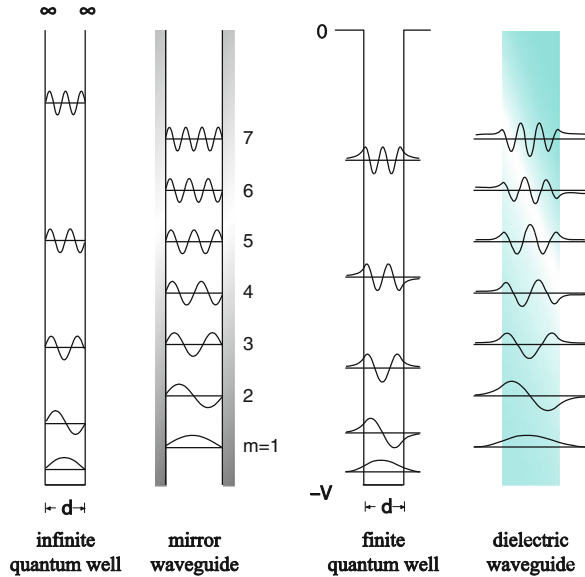 ∞ ∞
0
7
6
5
4
3
2
m=1
-V
d
d
infinite
quantum well
mirror
waveguide
finite
quantum well
dielectric
waveguide